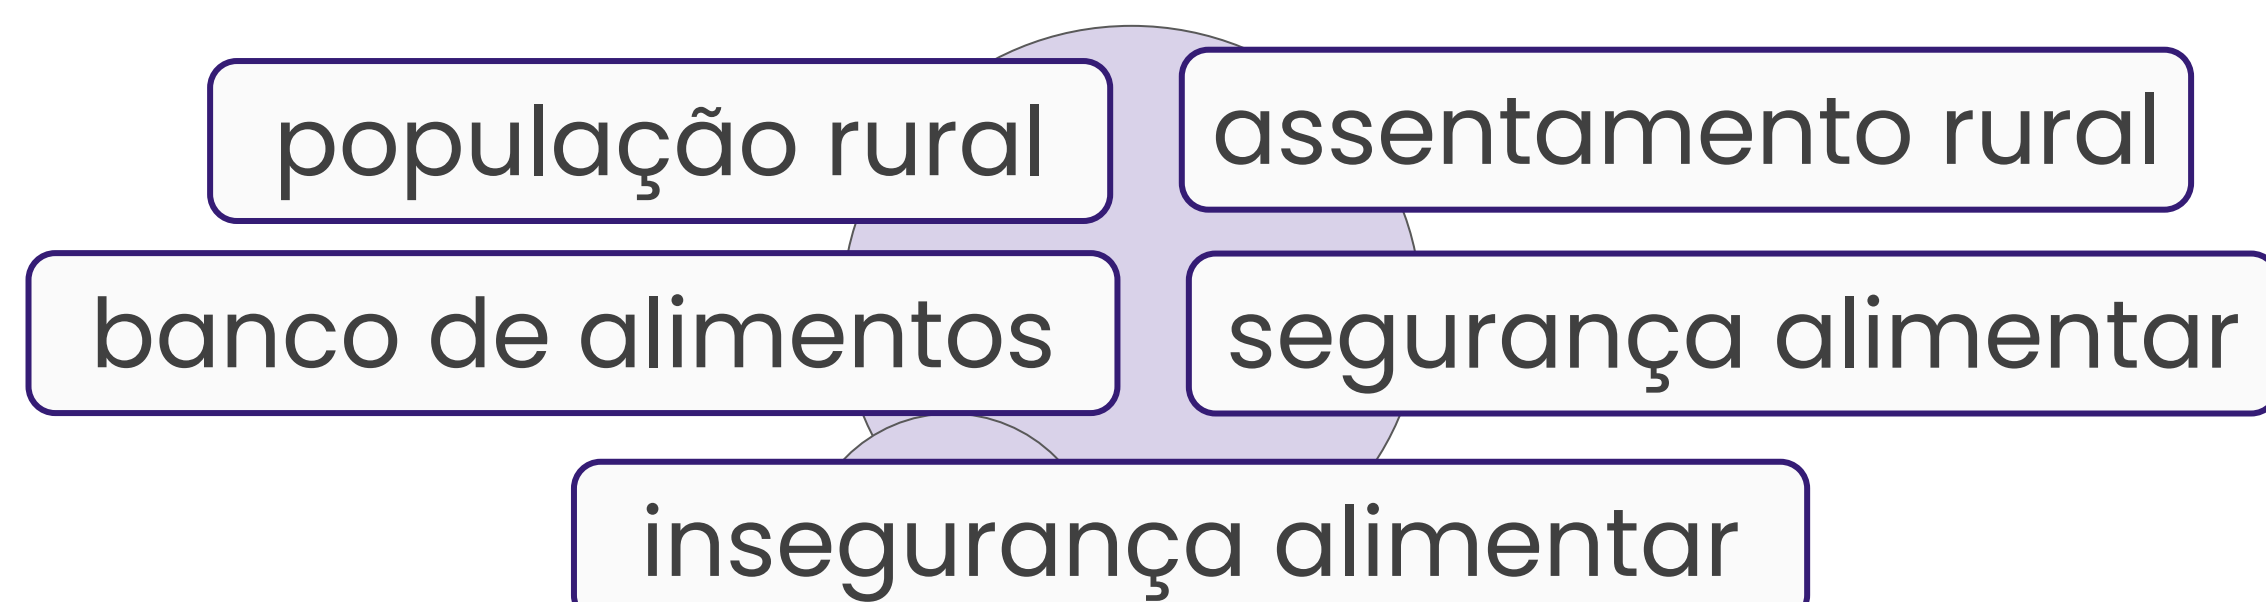 população rural
assentamento rural
banco de alimentos
segurança alimentar
insegurança alimentar